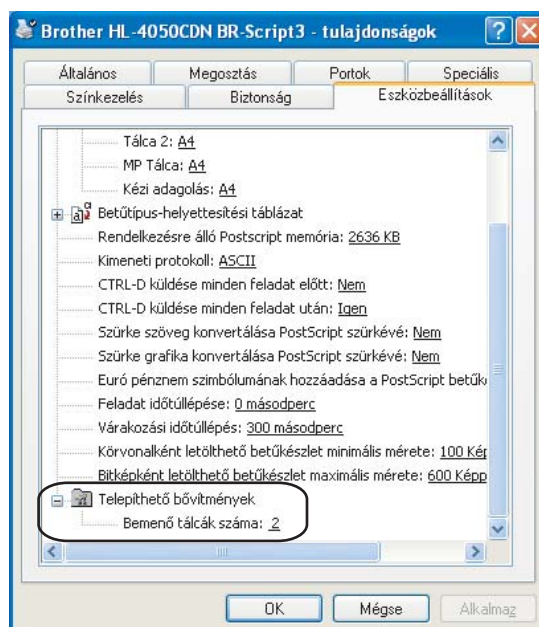 Brother HL-4050CDN BR-Script3 - tulajdonságok
Általános Megosztás Portok Speciális
Színkezelés Biztonság Eszközbeállítások
Tálca 2: A4
MP Tálca: A4
Kézi adagolás: A4
Betűtípus-helyettesítési táblázat
Rendelkezésre álló Postscript memória: 2636 KB
Kimeneti protokoll: ASCII
CTRL-D küldése minden feladat előtt: Nem
CTRL-D küldése minden feladat után: Igen
Szürke szöveg konvertálása PostScript szürkévé: Nem
Szürke grafika konvertálása PostScript szürkévé: Nem
Euró pénznem szimbólumának hozzáadása a PostScript betűk
Feladat időtúllépése: 0 másodperc
Várakozási időtúllépés: 300 másodperc
Körvonalként letölthető betűkészlet minimális mérete: 100 Kép
Bitképként letölthető betűkészlet maximális mérete: 600 Képp
Telepíthető bővítmények
Bemenő tálcák száma: 2
OK Mégse Alkalmaz